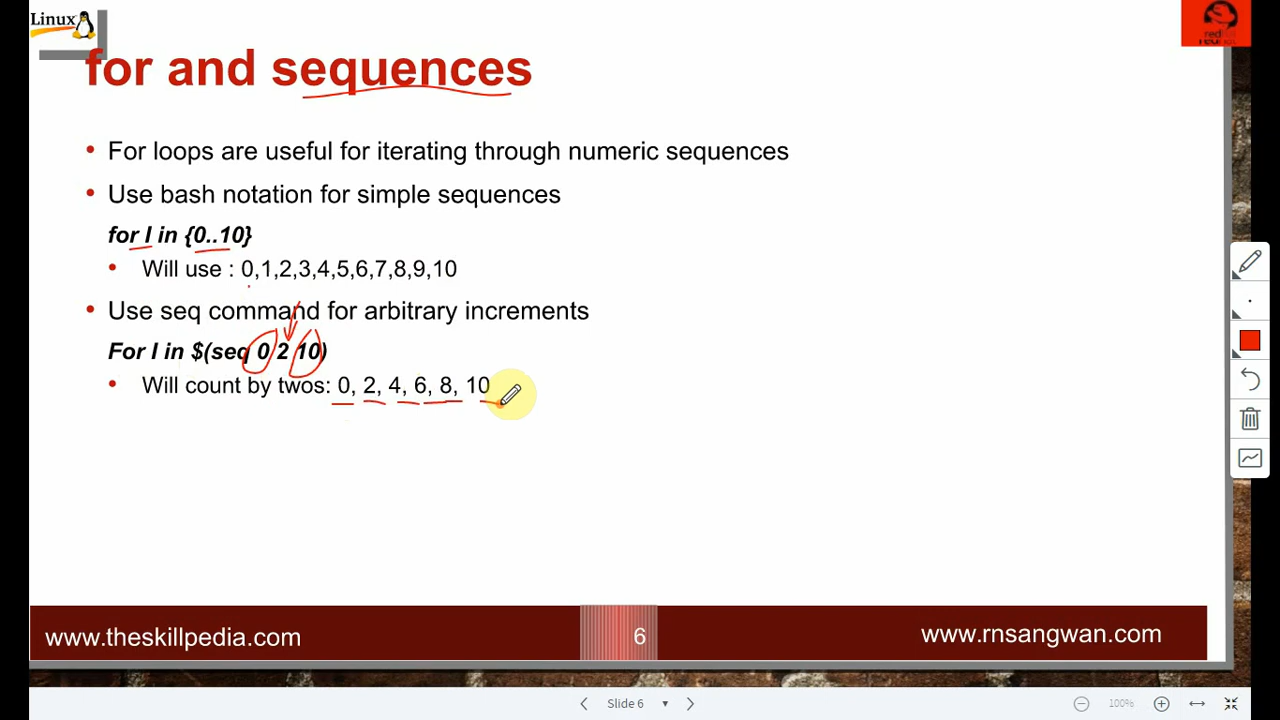 Linux
red
for and sequences
• For loops are useful for iterating through numeric sequences
• Use bash notation for simple sequences
for I in {0..10}
• Will use : 0,1,2,3,4,5,6,7,8,9,10
• Use seq command for arbitrary increments
For I in $(seq 0 2 10)
• Will count by twos: 0, 2, 4, 6, 8, 10
www.theskillpedia.com
6
www.rnsangwan.com
Slide 6
100%